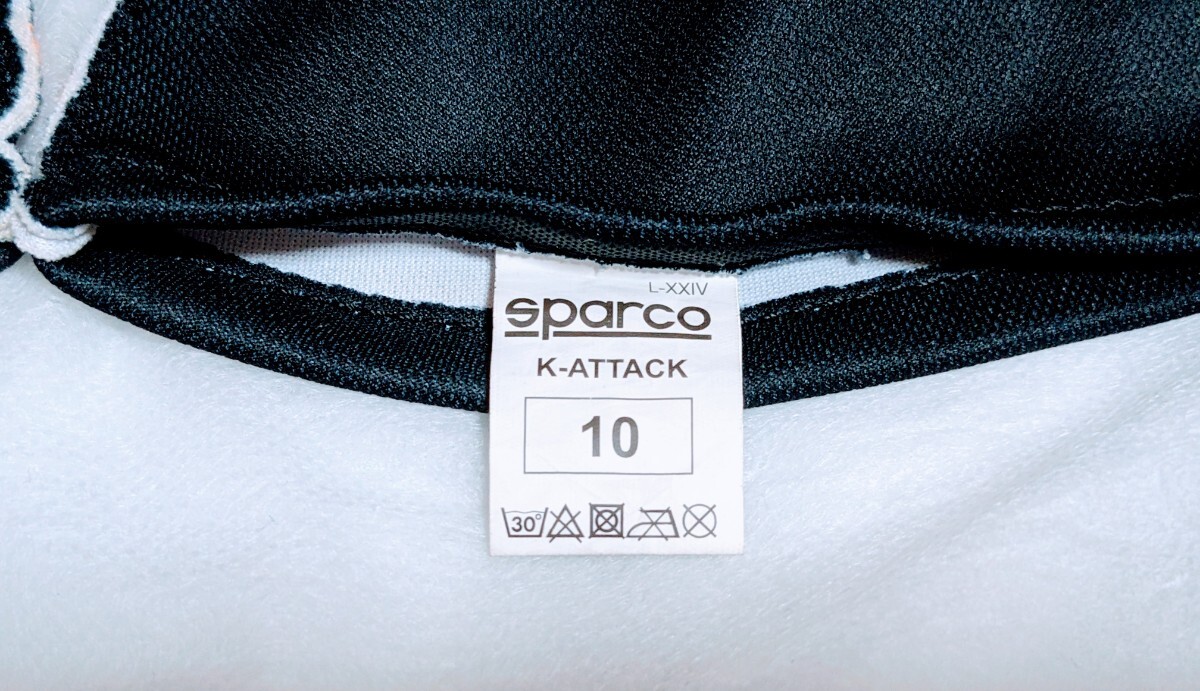 L-XXIV
sparco
K-ATTACK
10
30°